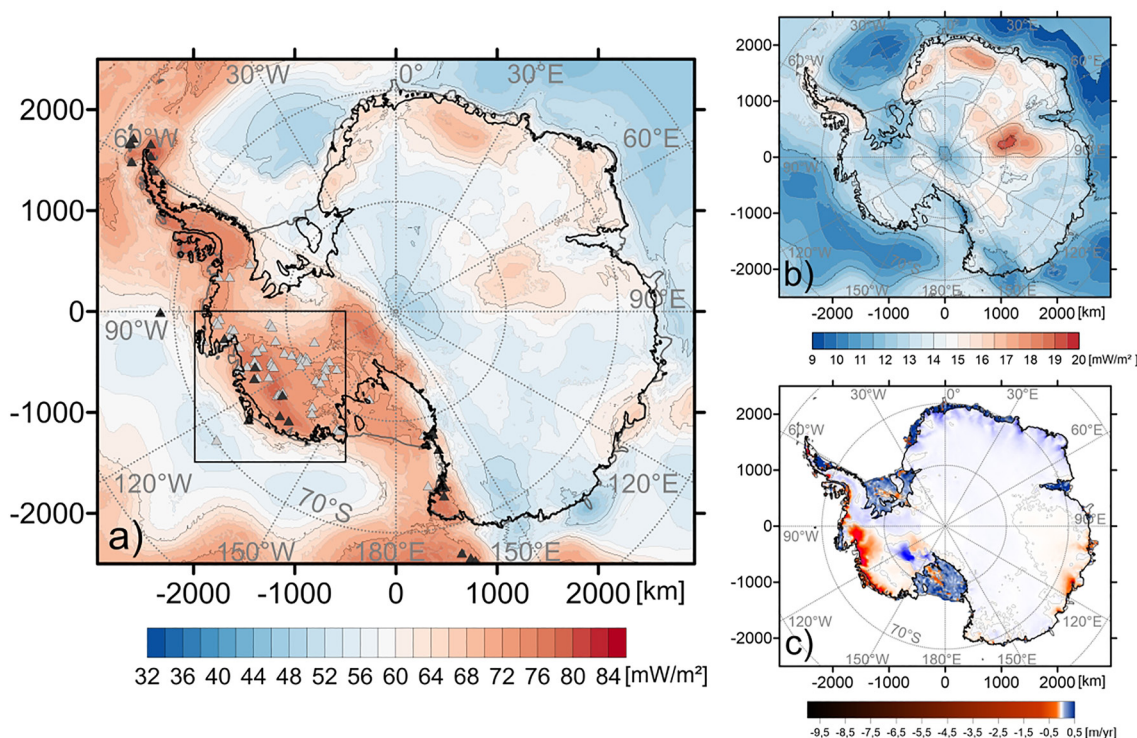 30°W
0°
30°E
60°W
60°E
90°W
90°E
120°W
70°S
120°E
150°W
180°E
150°E
2000
1000
0
-1000
-2000
a)
-2000 -1000 0 1000 2000 [km]
32 36 40 44 48 52 56 60 64 68 72 76 80 84 [mW/m²]
30°W
0°
30°E
60°W
60°E
90°W
90°E
120°W
70°S
120°E
150°W
180°E
150°E
2000
1000
0
-1000
-2000
b)
-2000 -1000 0 1000 2000 [km]
9 10 11 12 13 14 15 16 17 18 19 20 [mW/m²]
30°W
0°
30°E
60°W
60°E
90°W
90°E
120°W
70°S
120°E
150°W
180°E
150°E
2000
1000
0
-1000
-2000
c)
-2000 -1000 0 1000 2000 [km]
-9,5 -8,5 -7,5 -6,5 -5,5 -4,5 -3,5 -2,5 -1,5 -0,5 0,5 [m/yr]